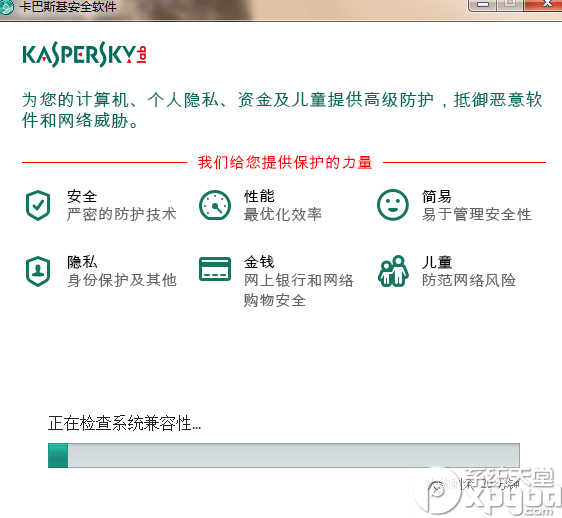 卡巴斯基安全软件
KASPERSKY lab
为您的计算机、个人隐私、资金及儿童提供高级防护，抵御恶意软
件和网络威胁。
我们给您提供保护的力量
安全
严密的防护技术
性能
最优化效率
简易
易于管理安全性
隐私
身份保护及其他
金钱
网上银行和网络
购物安全
儿童
防范网络风险
正在检查系统兼容性...
系统天堂